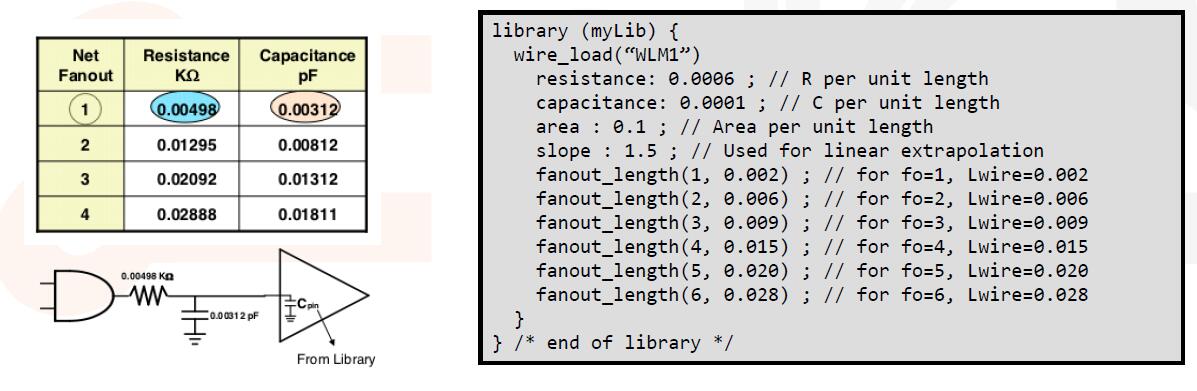 Net Fanout Resistance KΩ Capacitance pF
1 0.00498 0.00312
2 0.01295 0.00812
3 0.02092 0.01312
4 0.02888 0.01811
0.00498 KΩ
0.00312 pF
Cpin
From Library
library (myLib) {
wire_load(“WLM1”)
resistance: 0.0006 ; // R per unit length
capacitance: 0.0001 ; // C per unit length
area : 0.1 ; // Area per unit length
slope : 1.5 ; // Used for linear extrapolation
fanout_length(1, 0.002) ; // for fo=1, Lwire=0.002
fanout_length(2, 0.006) ; // for fo=2, Lwire=0.006
fanout_length(3, 0.009) ; // for fo=3, Lwire=0.009
fanout_length(4, 0.015) ; // for fo=4, Lwire=0.015
fanout_length(5, 0.020) ; // for fo=5, Lwire=0.020
fanout_length(6, 0.028) ; // for fo=6, Lwire=0.028
}
} /* end of library */